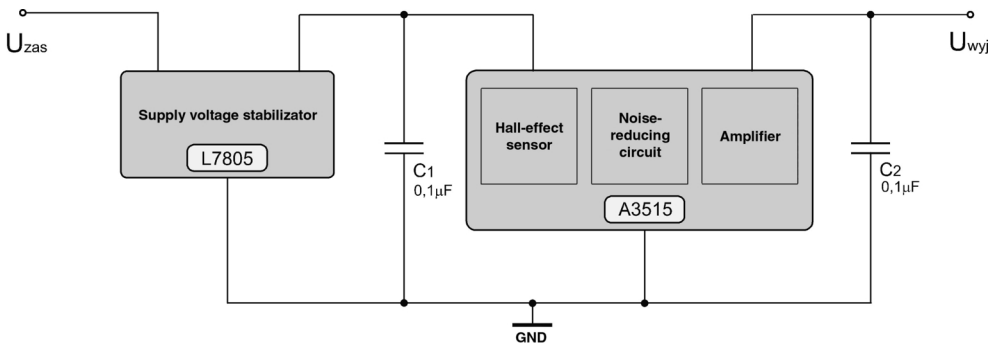 Uzas
Uwyj
Supply voltage stabilizator
L7805
C1
0,1µF
Hall-effect
sensor
Noise-
reducing
circuit
Amplifier
A3515
C2
0,1µF
GND